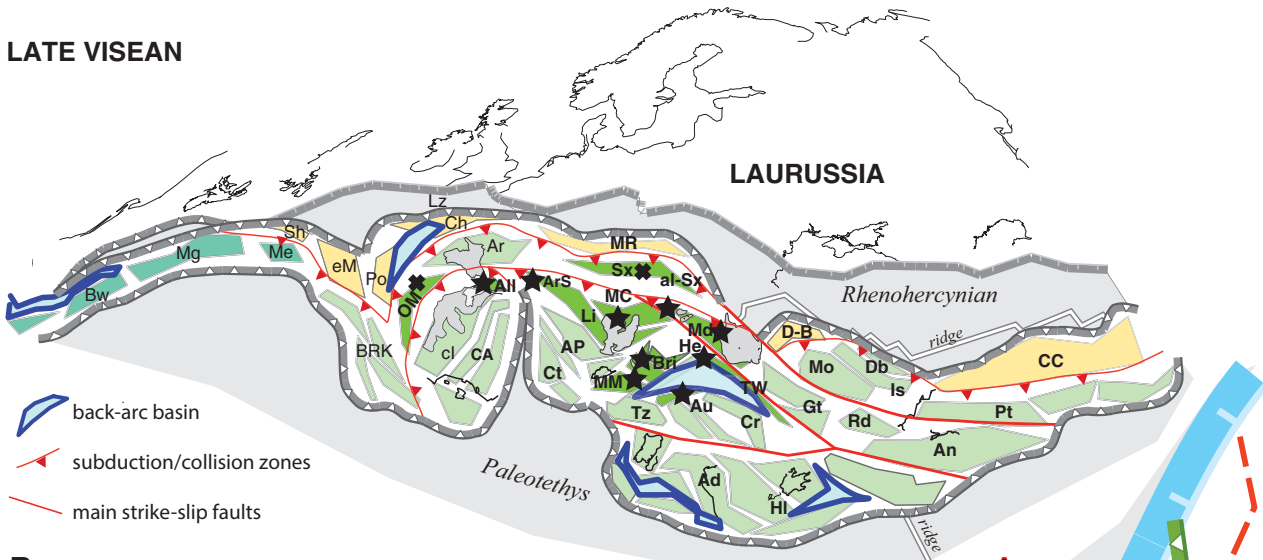 LATE VISEAN
LAURUSSIA
Lz
Sh
Ch
Mg
Me
eM
Po
Ar
MR
Bw
OM
All
ArS
Sx
al-Sx
MC
Li
Md
Rhenohercynian
ridge
BRK
cl
CA
AP
Ct
MM
Bri
He
TW
D-B
Mo
Db
Is
CC
back-arc basin
Tz
Au
Cr
Gt
Rd
Pt
subduction/collision zones
An
Paleotethys
Ad
Hl
main strike-slip faults
ridge